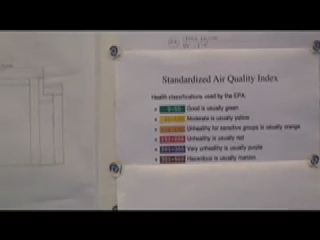 Standardized Air Quality Index
Health classifications used by the EPA:
• Good is usually green
• Moderate is usually yellow
• Unhealthy for sensitive groups is usually orange
• Unhealthy is usually red
• Very unhealthy is usually purple
• Hazardous is usually maroon